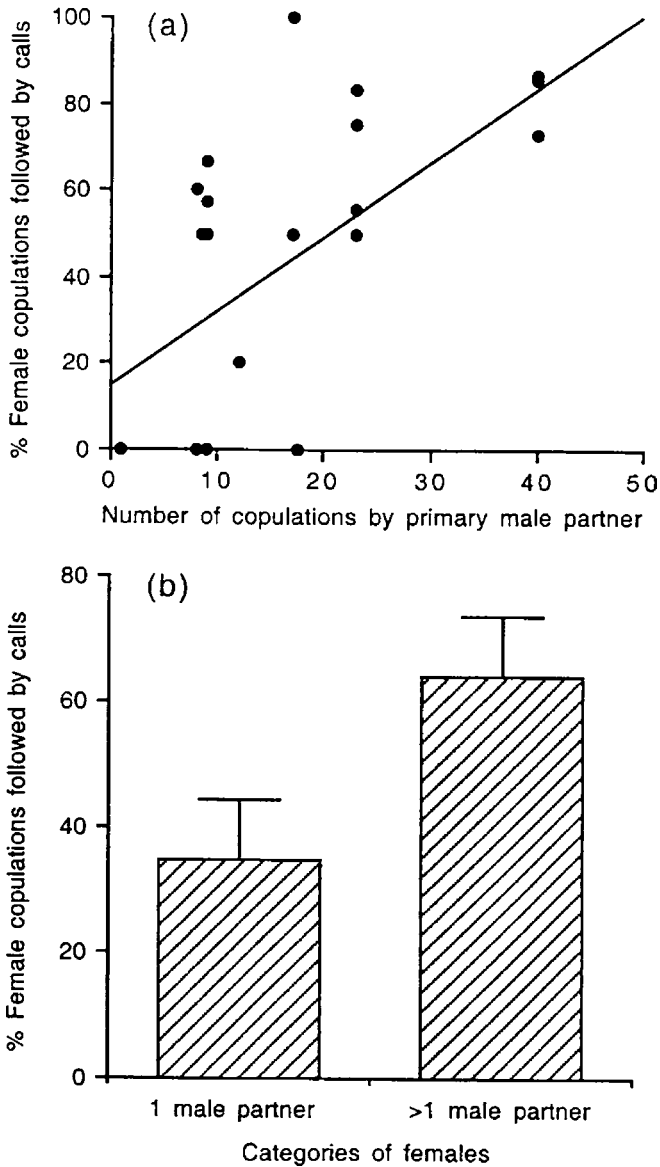 (a)
% Female copulations followed by calls
100
80
60
40
20
0
0 10 20 30 40 50
Number of copulations by primary male partner
(b)
% Female copulations followed by calls
80
60
40
20
0
1 male partner >1 male partner
Categories of females